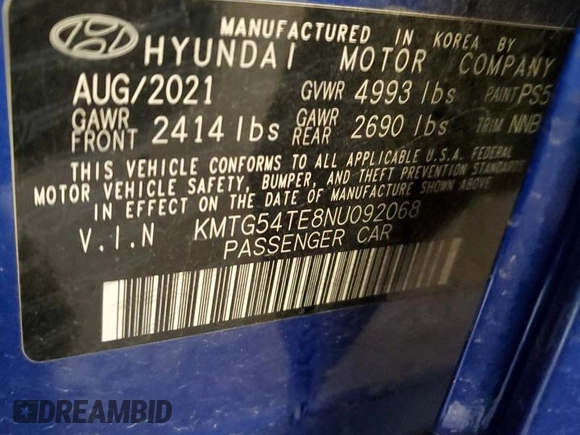 MANUFACTURED IN KOREA BY
HYUNDAI MOTOR COMPANY
AUG/2021 GVWR 4993 lbs PAINT PS5
GAWR FRONT 2414 lbs GAWR REAR 2690 lbs TRIM NNB
THIS VEHICLE CONFORMS TO ALL APPLICABLE U.S.A. FEDERAL
MOTOR VEHICLE SAFETY, BUMPER, AND THEFT PREVENTION STANDARDS
IN EFFECT ON THE DATE OF MANUFACTURE SHOWN ABOVE
V.I.N KMTG54TE8NU092068
PASSENGER CAR
DREAMBID